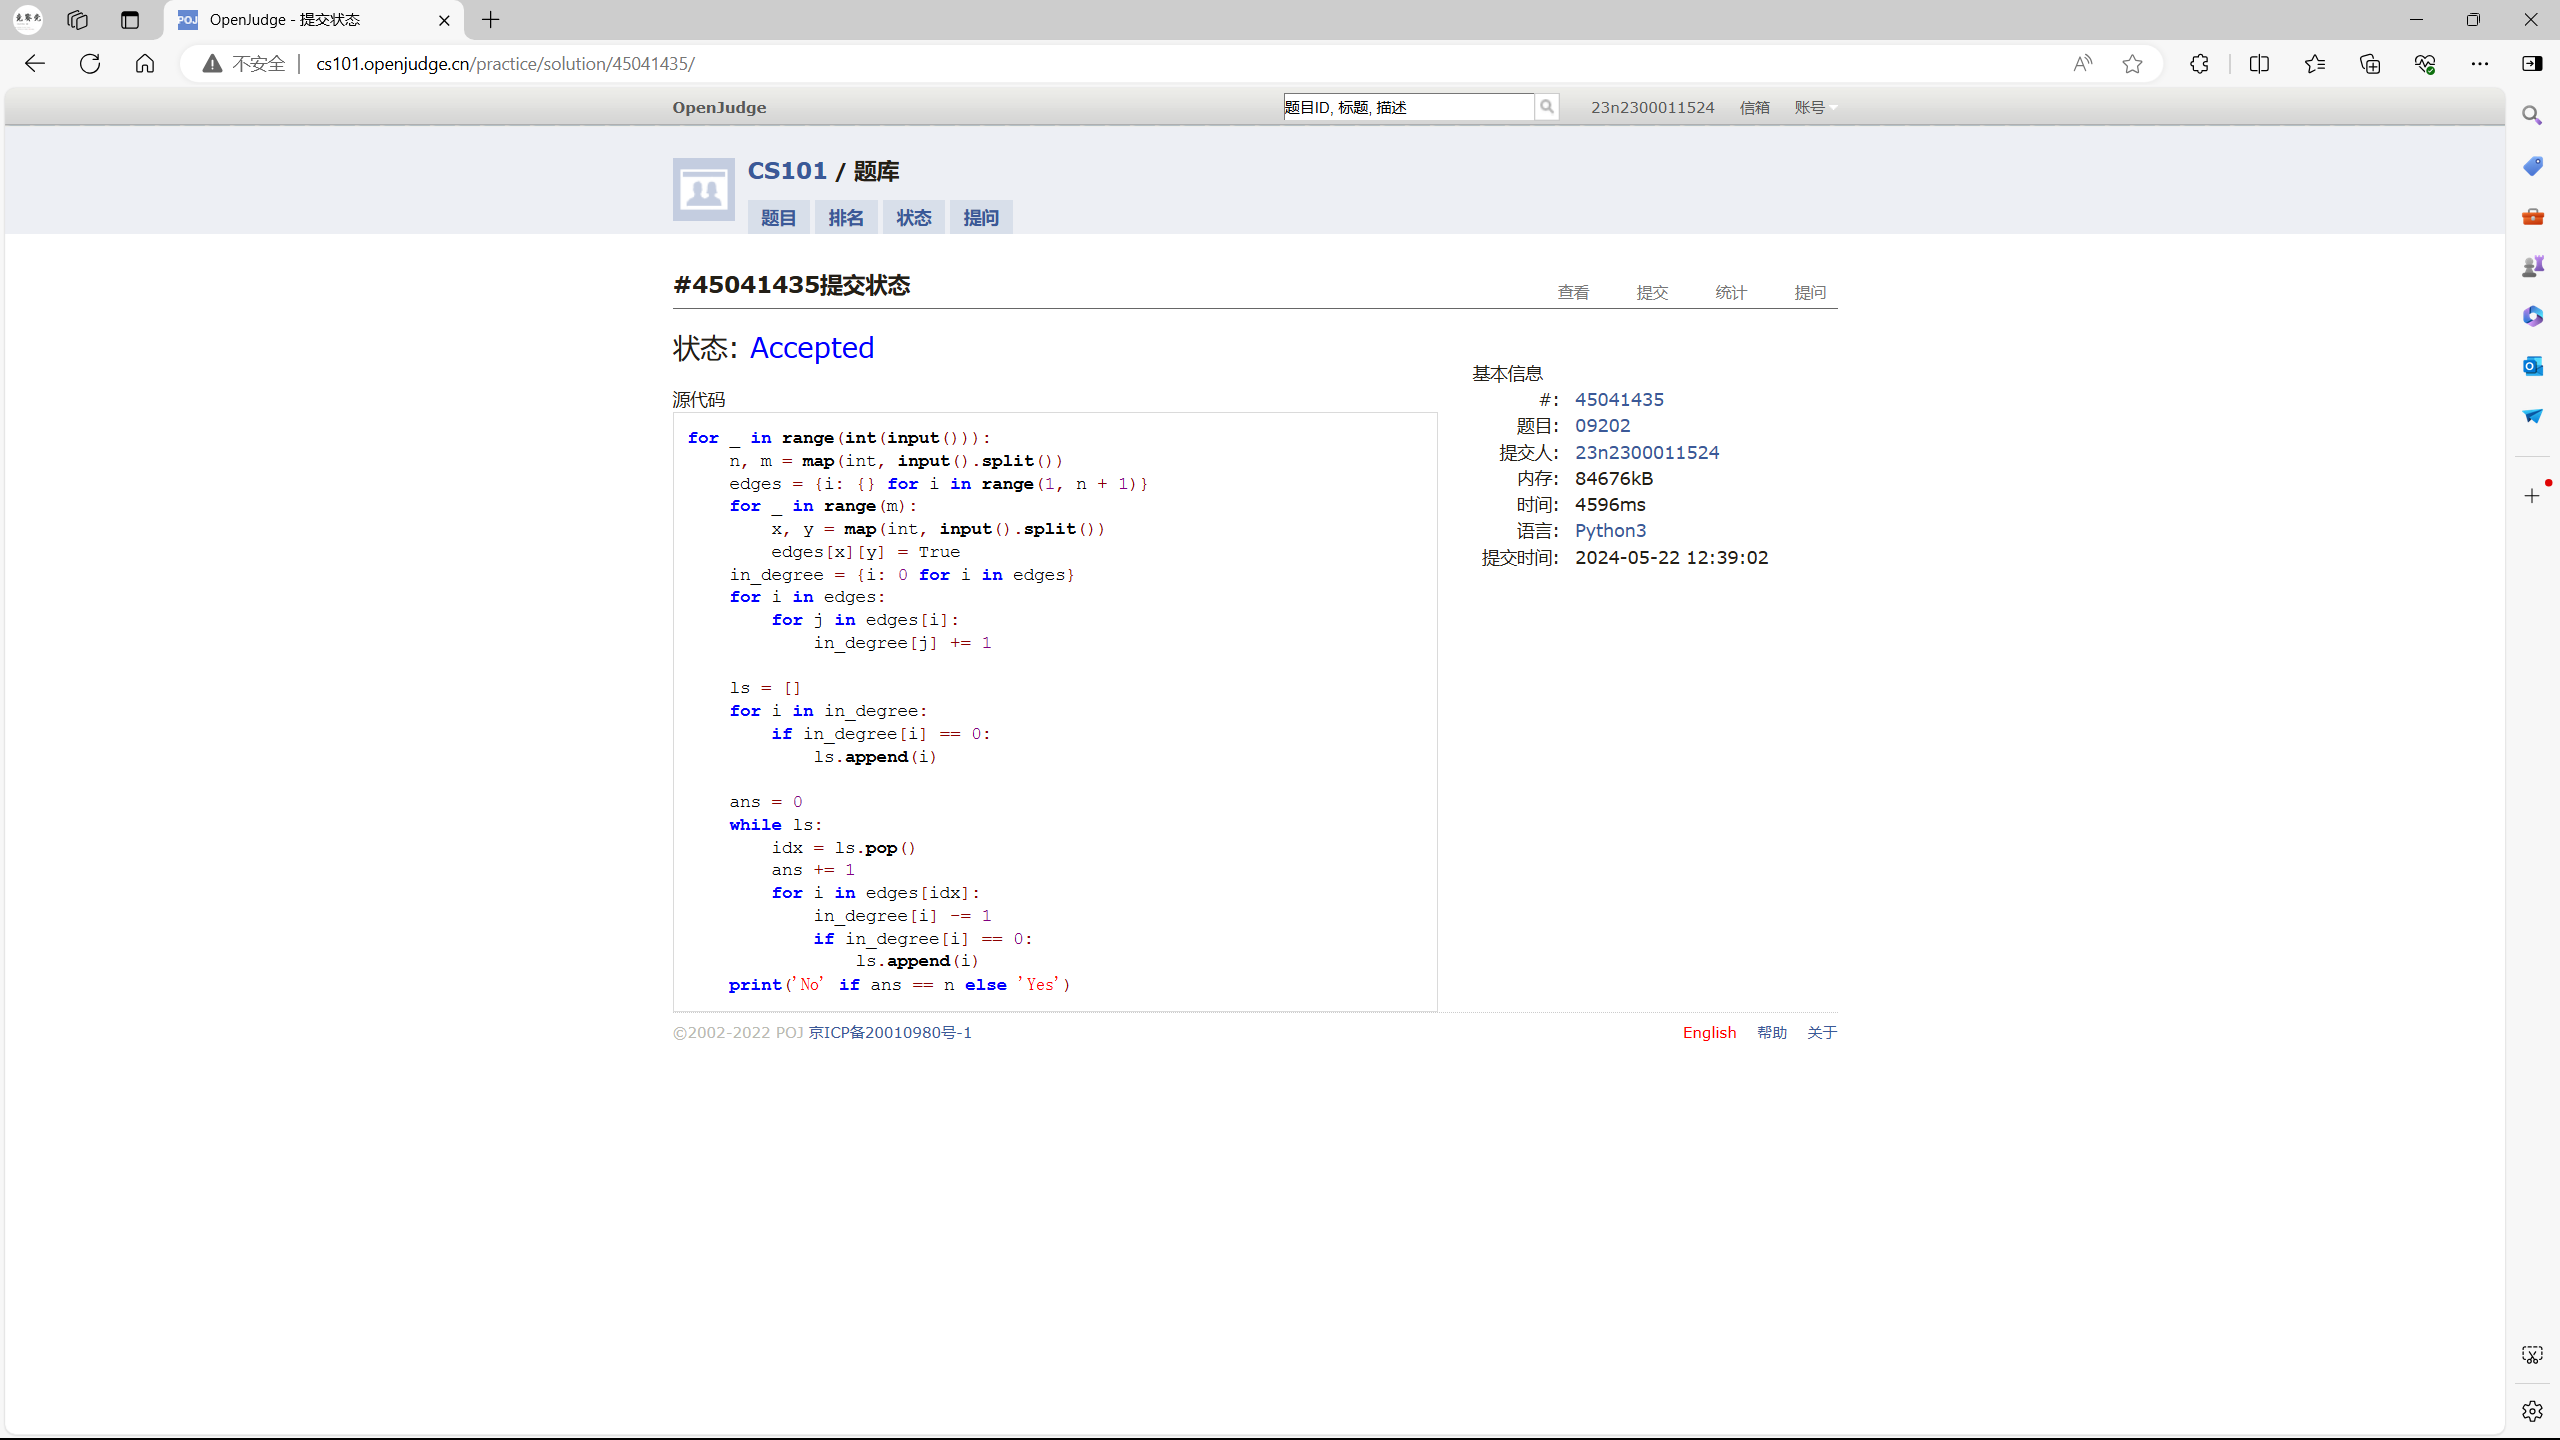 OpenJudge - 提交状态
不安全 | cs101.openjudge.cn/practice/solution/45041435/
OpenJudge
题目ID, 标题, 描述
23n2300011524 信箱 账号
CS101 / 题库
题目 排名 状态 提问
#45041435提交状态
查看 提交 统计 提问
状态: Accepted
源代码
for _ in range(int(input())):
    n, m = map(int, input().split())
    edges = {i: {} for i in range(1, n + 1)}
    for _ in range(m):
        x, y = map(int, input().split())
        edges[x][y] = True
    in_degree = {i: 0 for i in edges}
    for i in edges:
        for j in edges[i]:
            in_degree[j] += 1
    ls = []
    for i in in_degree:
        if in_degree[i] == 0:
            ls.append(i)
    ans = 0
    while ls:
        idx = ls.pop()
        ans += 1
        for i in edges[idx]:
            in_degree[i] -= 1
            if in_degree[i] == 0:
                ls.append(i)
    print('No' if ans == n else 'Yes')
基本信息
#: 45041435
题目: 09202
提交人: 23n2300011524
内存: 84676kB
时间: 4596ms
语言: Python3
提交时间: 2024-05-22 12:39:02
©2002-2022 POJ 京ICP备20010980号-1
English 帮助 关于